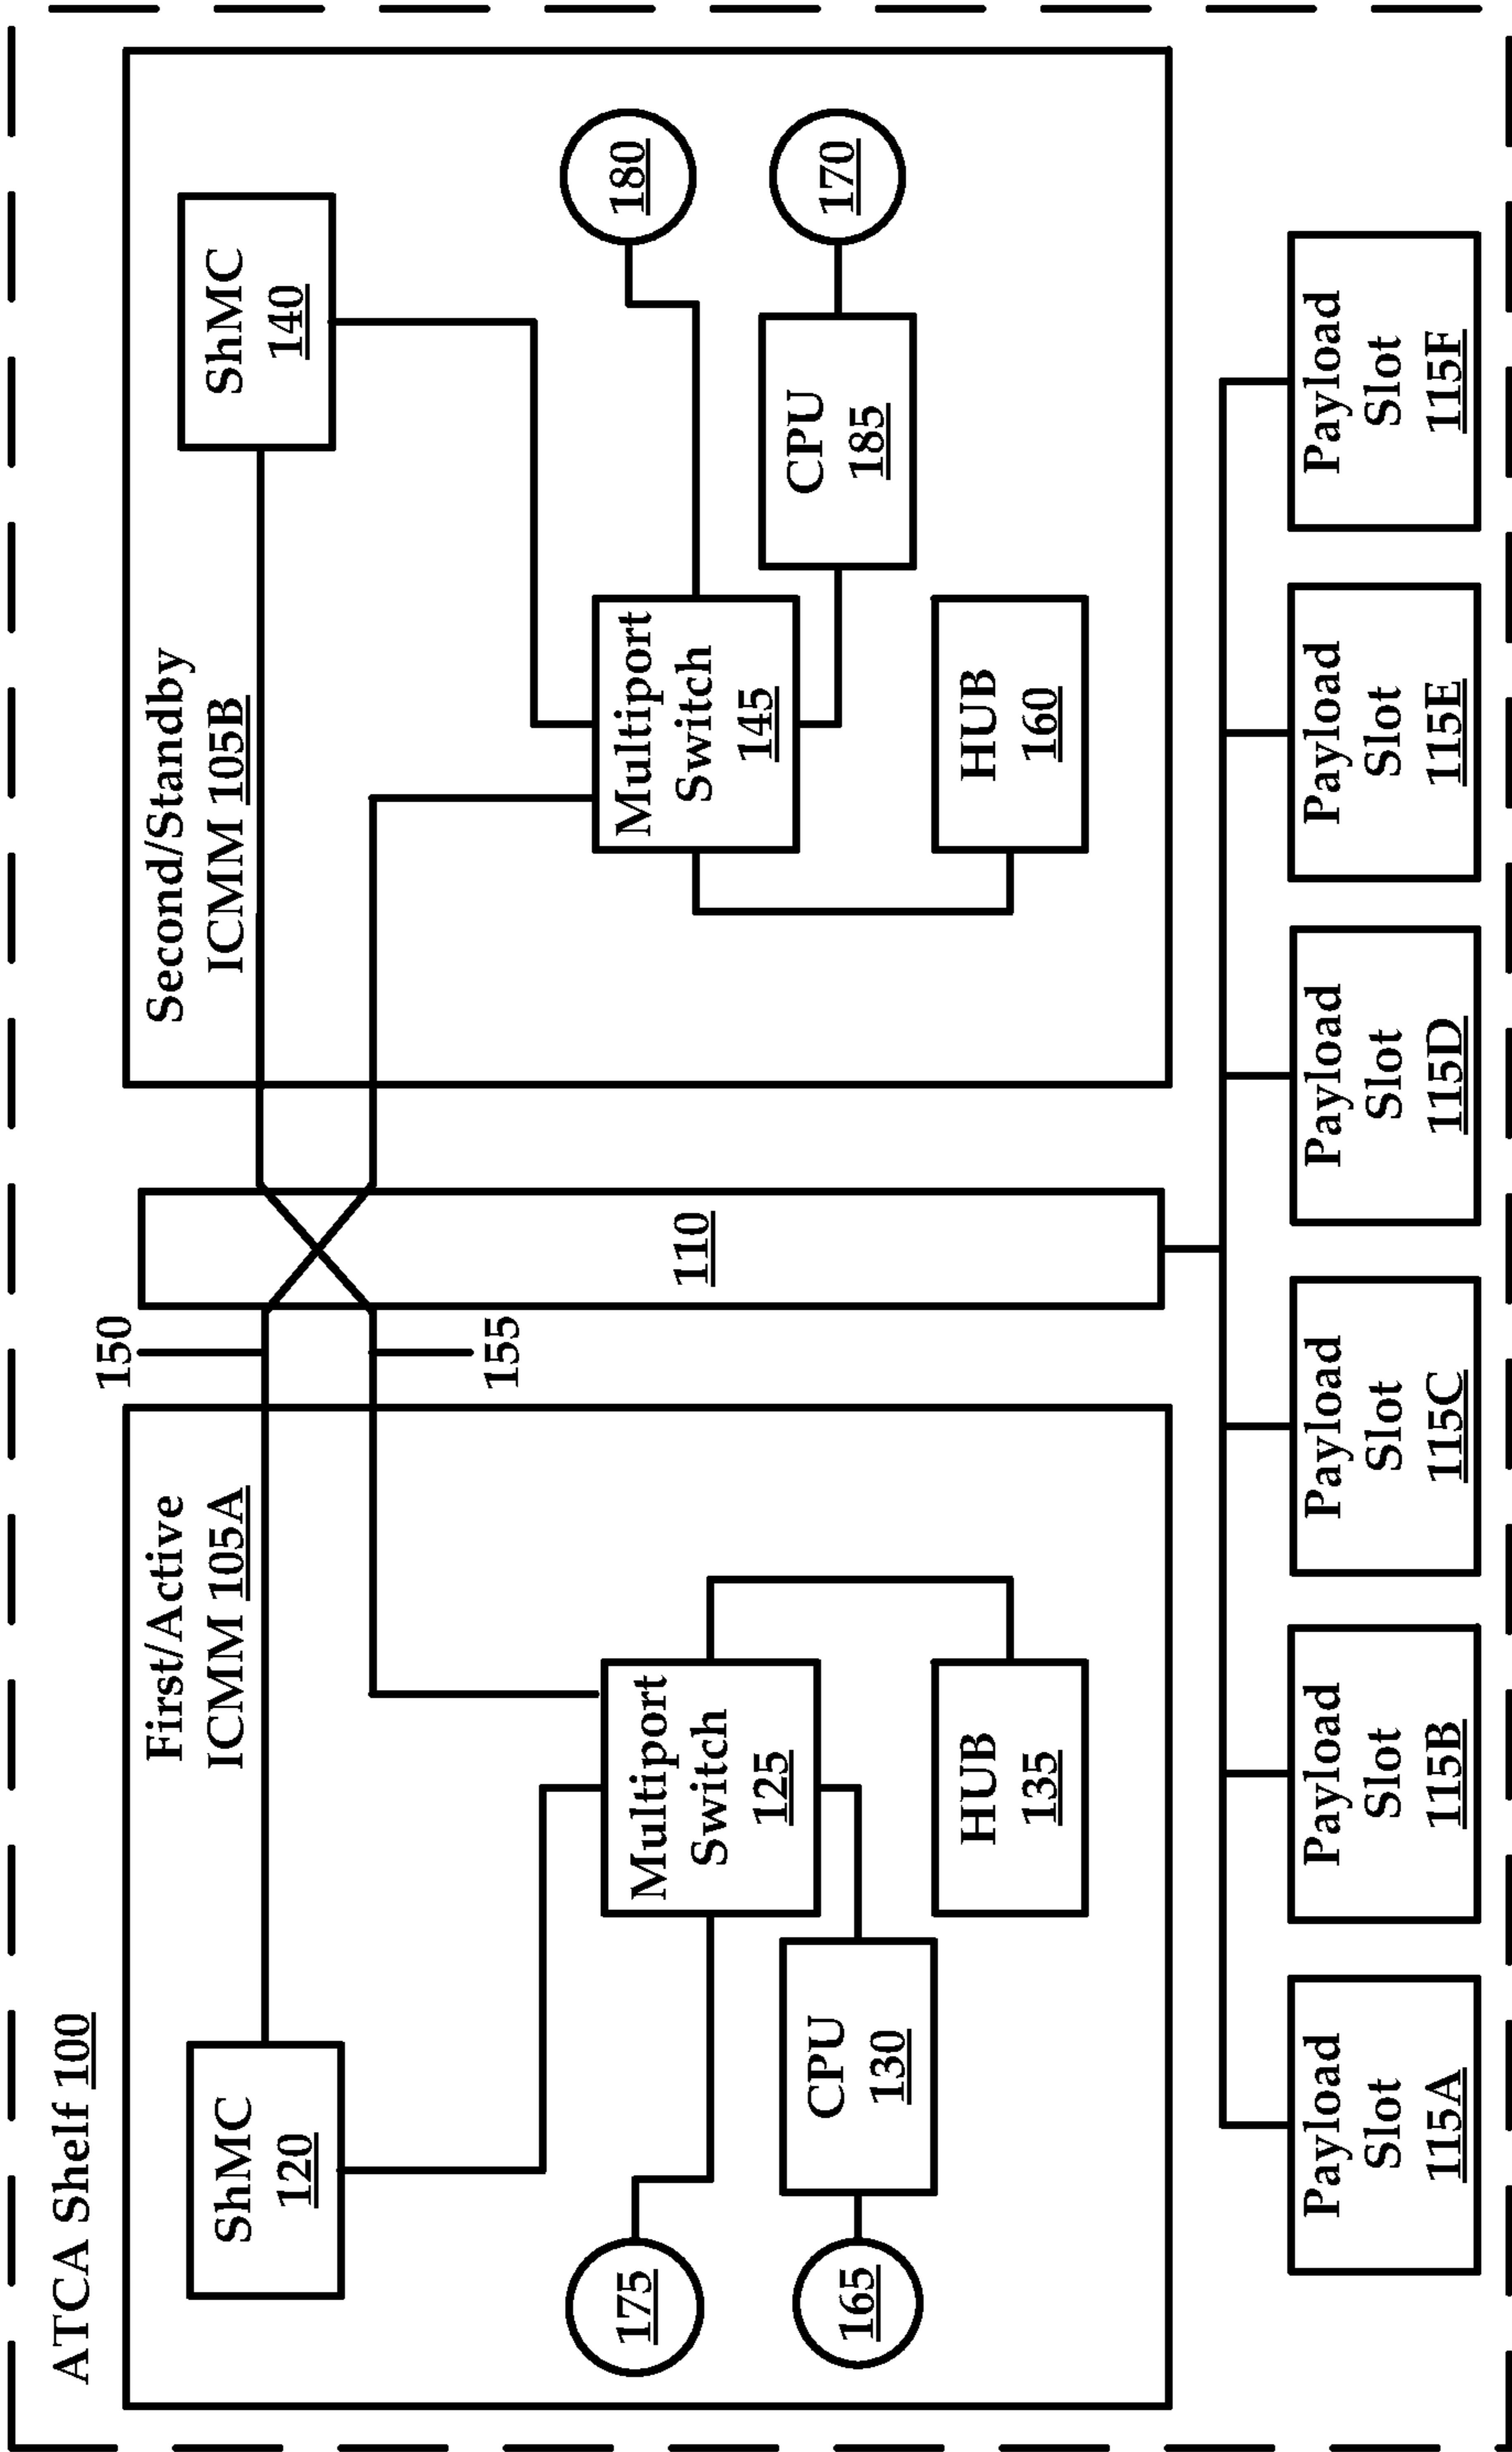 ATCA Shelf 100
First/Active
ICMM 105A
ShMC
120
Multiport
Switch
125
CPU
130
HUB
135
175
165
150
155
110
Second/Standby
ICMM 105B
ShMC
140
Multiport
Switch
145
CPU
185
HUB
160
180
170
Payload
Slot
115A
Payload
Slot
115B
Payload
Slot
115C
Payload
Slot
115D
Payload
Slot
115E
Payload
Slot
115F